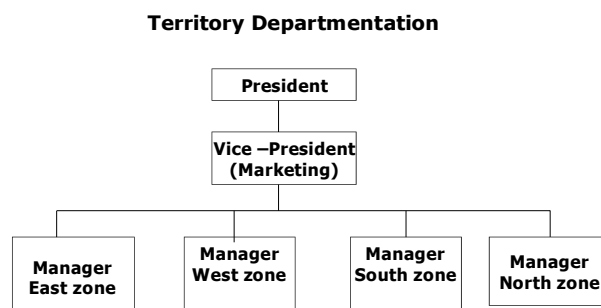 Territory Departmentation
President
Vice –President
(Marketing)
Manager
East zone
Manager
West zone
Manager
South zone
Manager
North zone